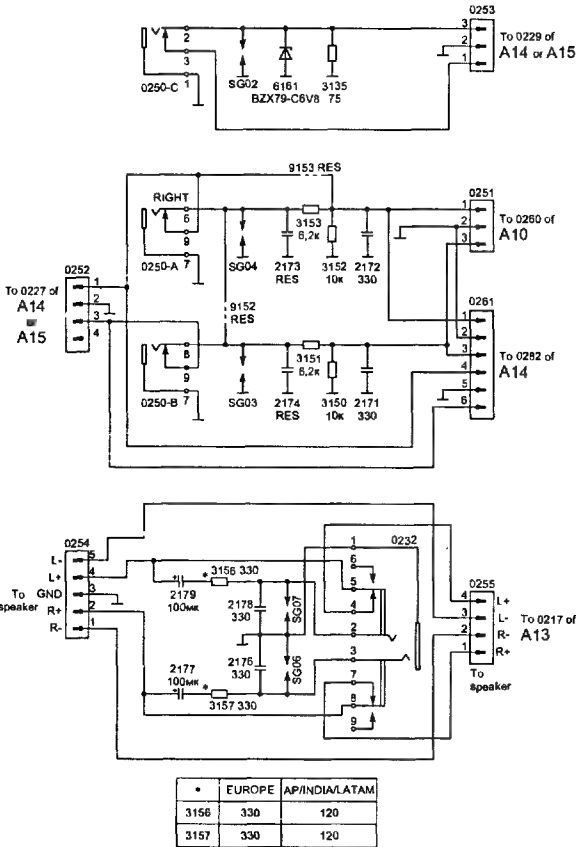 0253
3
2
1
To 0229 of
A14 or A15
2
3
1
0250-C
SG02
6161
BZX79-C6V8
3135
75
9153 RES
RIGHT
6
9
7
0250-A
SG04
2173
RES
3153
6,2к
3152
10к
2172
330
0251
1
2
3
To 0260 of
A10
0252
1
2
3
4
To 0227 of
A14
A15
9152
RES
8
9
7
0250-B
SG03
2174
RES
3151
6,2к
3150
10к
2171
330
0261
1
2
3
4
5
6
To 0282 of
A14
0254
L- 5
L+ 4
GND 3
R+ 2
R- 1
To
speaker
* 3156 330
+
2179
100мк
2178
330
SG07
2176
330
SG06
2177
100мк
+
*
3157 330
0232
1
6
5
4
2
3
7
8
9
0255
4 L+
3 L-
2 R-
1 R+
To 0217 of
A13
To
speaker
* EUROPE AP/INDIA/LATAM
3156 330 120
3157 330 120